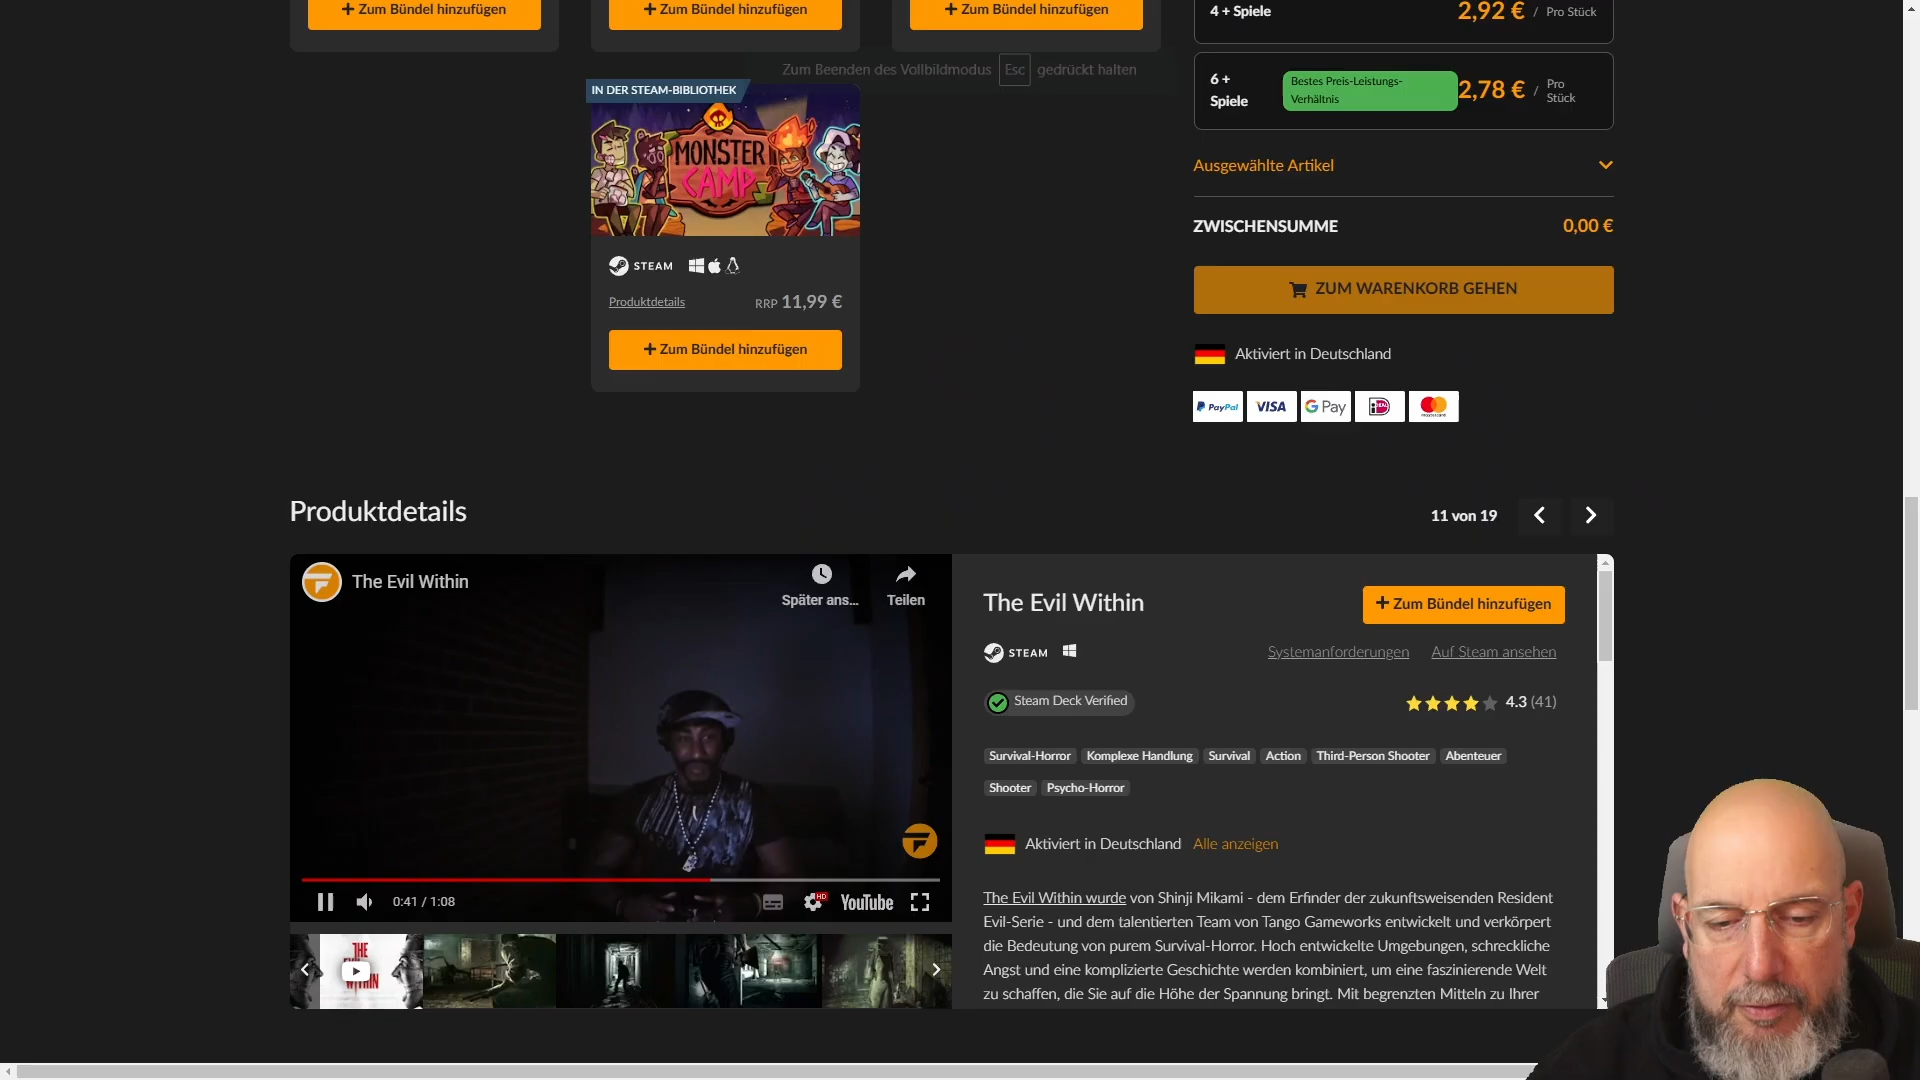 Zum Bündel hinzufügen
Zum Bündel hinzufügen
Zum Bündel hinzufügen
4 + Spiele
2,92 € / Pro Stück
Zum Beenden des Vollbildmodus Esc gedrückt halten
6 +
Spiele
Bestes Preis-Leistungs-
Verhältnis
2,78 € /
Pro
Stück
IN DER STEAM-BIBLIOTHEK
MONSTER
CAMP
STEAM
Produktdetails
RRP 11,99 €
Zum Bündel hinzufügen
Ausgewählte Artikel
ZWISCHENSUMME
0,00 €
ZUM WARENKORB GEHEN
Aktiviert in Deutschland
PayPal
VISA
G Pay
iDEAL
mastercard
Produktdetails
11 von 19
The Evil Within
Später ans...
Teilen
0:41 / 1:08
HD
YouTube
THE
The Evil Within
Zum Bündel hinzufügen
STEAM
Systemanforderungen
Auf Steam ansehen
Steam Deck Verified
4.3 (41)
Survival-Horror
Komplexe Handlung
Survival
Action
Third-Person Shooter
Abenteuer
Shooter
Psycho-Horror
Aktiviert in Deutschland
Alle anzeigen
The Evil Within wurde von Shinji Mikami - dem Erfinder der zukunftsweisenden Resident
Evil-Serie - und dem talentierten Team von Tango Gameworks entwickelt und verkörpert
die Bedeutung von purem Survival-Horror. Hoch entwickelte Umgebungen, schreckliche
Angst und eine komplizierte Geschichte werden kombiniert, um eine faszinierende Welt
zu schaffen, die Sie auf die Höhe der Spannung bringt. Mit begrenzten Mitteln zu Ihrer